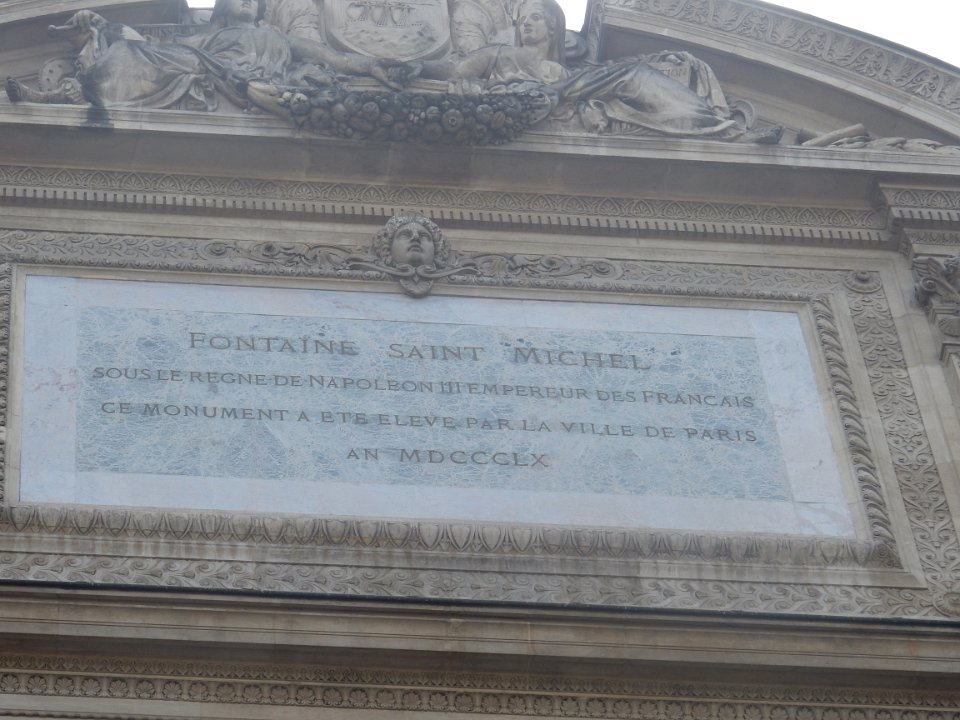 FONTAINE SAINT MICHEL
SOUS LE REGNE DE NAPOLEON III EMPEREUR DES FRANCAIS
CE MONUMENT A ETE ELEVE PAR LA VILLE DE PARIS
AN MDCCCLX